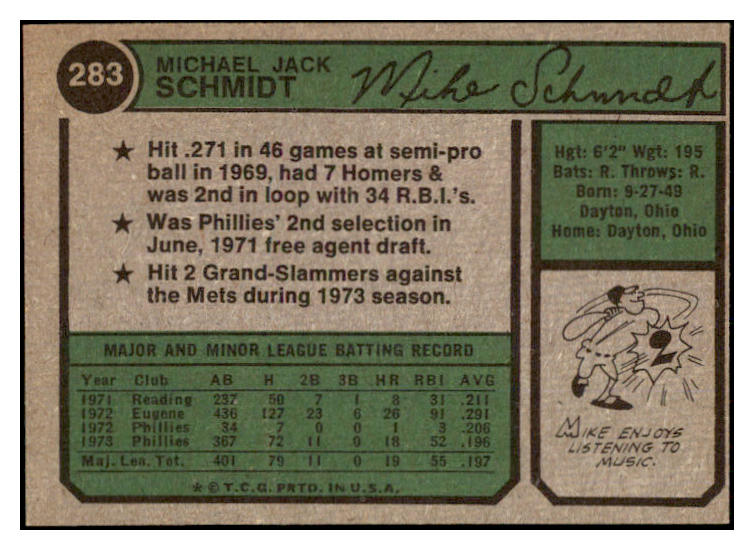 283
MICHAEL JACK
SCHMIDT
Mike Schmidt
★ Hit .271 in 46 games at semi-pro
ball in 1969, had 7 Homers &
was 2nd in loop with 34 R.B.I.'s.
★ Was Phillies' 2nd selection in
June, 1971 free agent draft.
★ Hit 2 Grand-Slammers against
the Mets during 1973 season.
Hgt: 6'2" Wgt: 195
Bats: R. Throws: R.
Born: 9-27-49
Dayton, Ohio
Home: Dayton, Ohio
MAJOR AND MINOR LEAGUE BATTING RECORD
Year Club AB H 2B 3B HR RBI AVG
1971 Reading 237 50 7 1 8 31 .211
1972 Eugene 436 127 23 6 26 91 .291
1972 Phillies 34 7 0 0 1 3 .206
1973 Phillies 367 72 11 0 18 52 .196
Maj. Lea. Tot. 401 79 11 0 19 55 .197
* © T.C.G. PRTD. IN U.S.A.
2
MIKE ENJOYS
LISTENING TO
MUSIC.